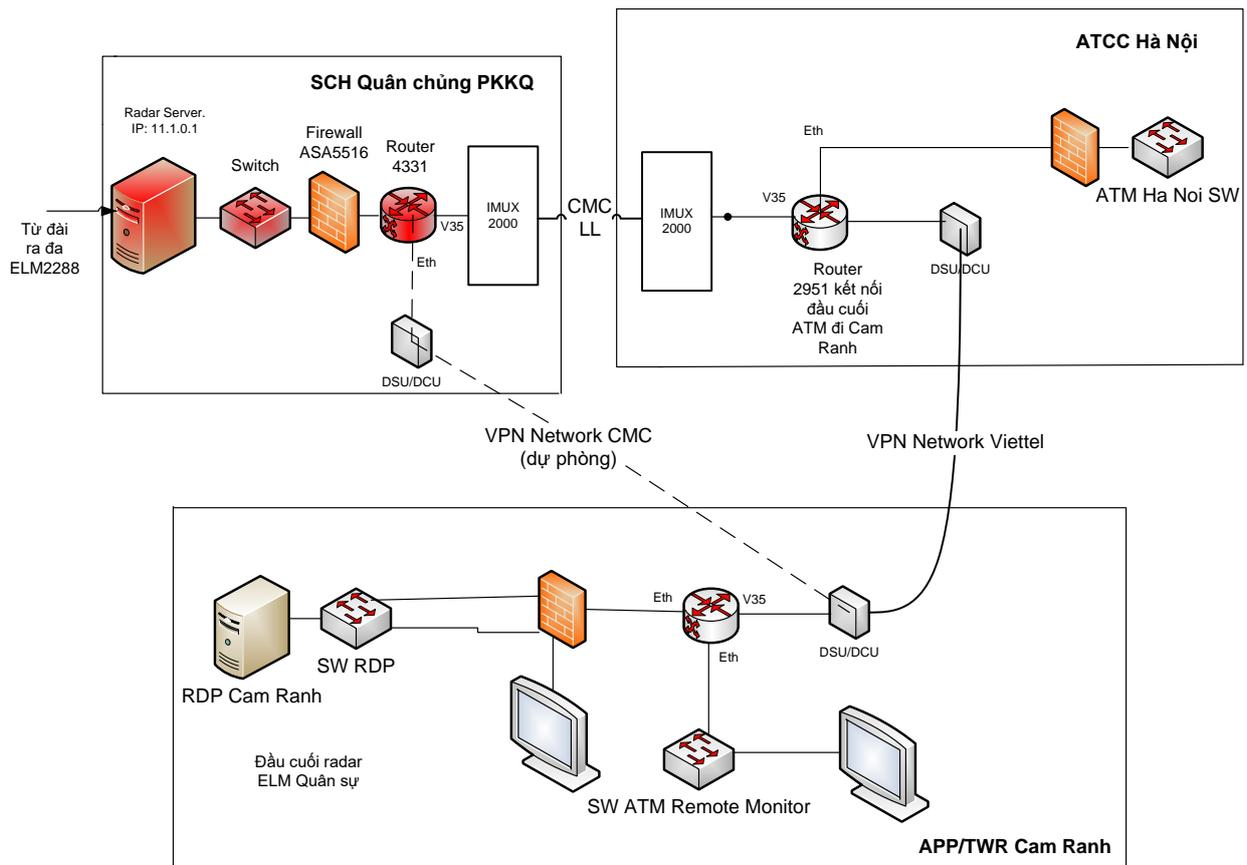 ATCC Hà Nội
SCH Quân chủng PKKQ
Radar Server.
IP: 11.1.0.1
Switch
Firewall
ASA5516
Router
4331
IMUX
2000
V35
Eth
Từ đài
ra đa
ELM2288
DSU/DCU
CMC
LL
IMUX
2000
V35
Eth
Router
2951 kết nối
đầu cuối
ATM đi Cam
Ranh
DSU/DCU
ATM Ha Noi SW
VPN Network CMC
(dự phòng)
VPN Network Viettel
RDP Cam Ranh
SW RDP
Eth
V35
Eth
DSU/DCU
Đầu cuối radar
ELM Quân sự
SW ATM Remote Monitor
APP/TWR Cam Ranh